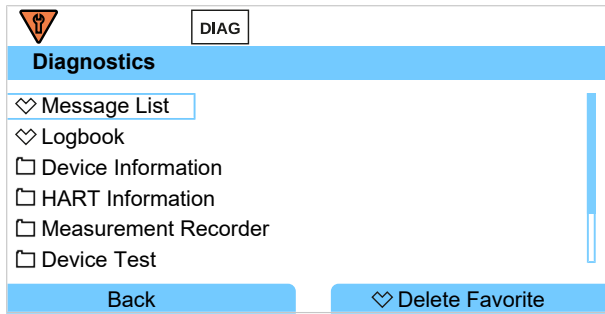 DIAG
Diagnostics
Message List
Logbook
Device Information
HART Information
Measurement Recorder
Device Test
Back
Delete Favorite